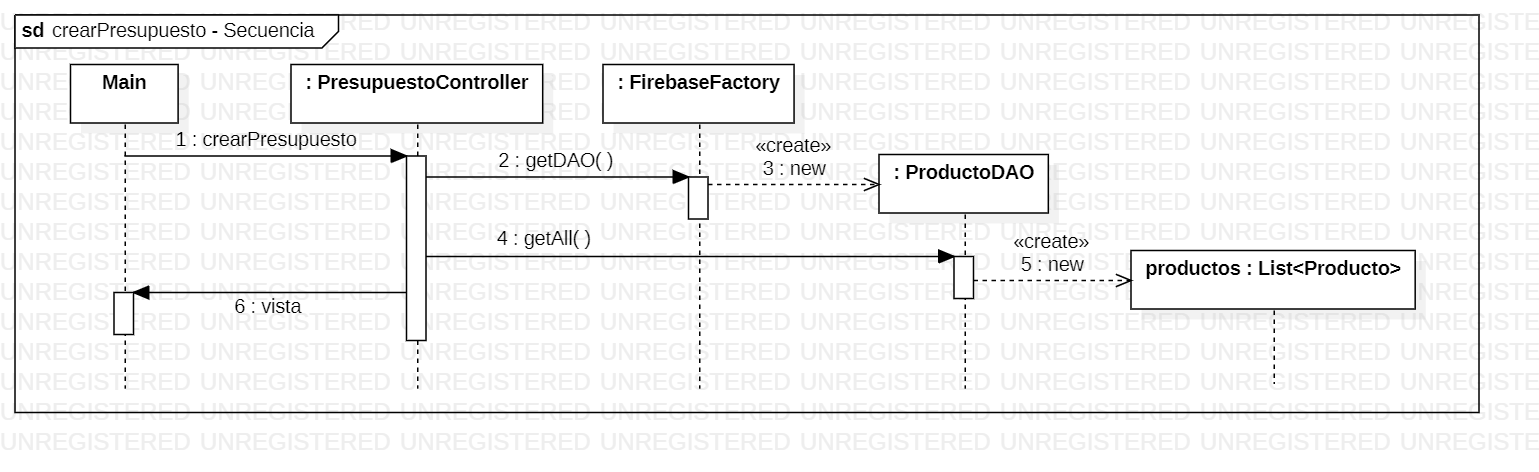 sd crearPresupuesto - Secuencia
Main
: PresupuestoController
: FirebaseFactory
1 : crearPresupuesto
2 : getDAO( )
«create»
3 : new
: ProductoDAO
4 : getAll( )
«create»
5 : new
productos : List<Producto>
6 : vista
UNREGISTERED UNREGISTERED UNREGISTERED UNREGISTERED UNREGISTERED UNREGISTERED UNREGISTERED UNREGISTERED